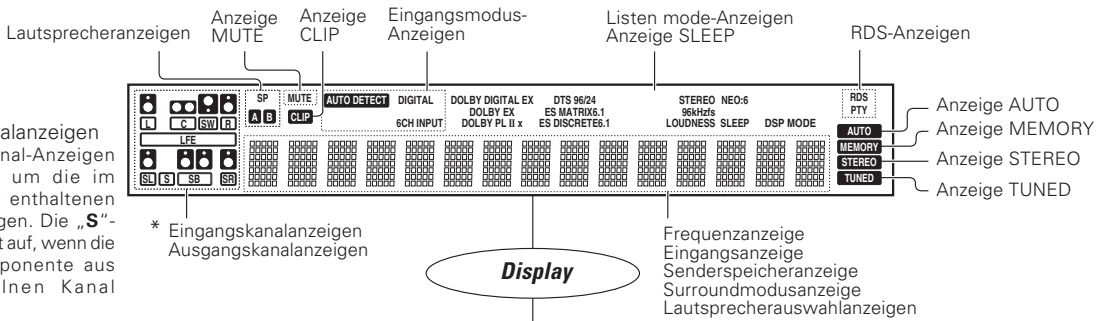 Lautsprecheranzeigen
Anzeige
MUTE
Anzeige
CLIP
Eingangsmodus-
Anzeigen
Listen mode-Anzeigen
Anzeige SLEEP
RDS-Anzeigen
SP
A B
MUTE
CLIP
AUTO DETECT DIGITAL
6CH INPUT
DOLBY DIGITAL EX
DOLBY EX
DOLBY PL II x
DTS 96/24
ES MATRIX6.1
ES DISCRETE6.1
STEREO NEO:6
96kHzfs
LOUDNESS SLEEP DSP MODE
RDS
PTY
AUTO
MEMORY
STEREO
TUNED
L C SW R
LFE
SL S SB SR
Anzeige AUTO
Anzeige MEMORY
Anzeige STEREO
Anzeige TUNED
alanzeigen
nal-Anzeigen
um die im
enthaltenen
gen. Die „S"-
t auf, wenn die
ponente aus
lnen Kanal
* Eingangskanalanzeigen
Ausgangskanalanzeigen
Display
Frequenzanzeige
Eingangsanzeige
Senderspeicheranzeige
Surroundmodusanzeige
Lautsprecherauswahlanzeigen